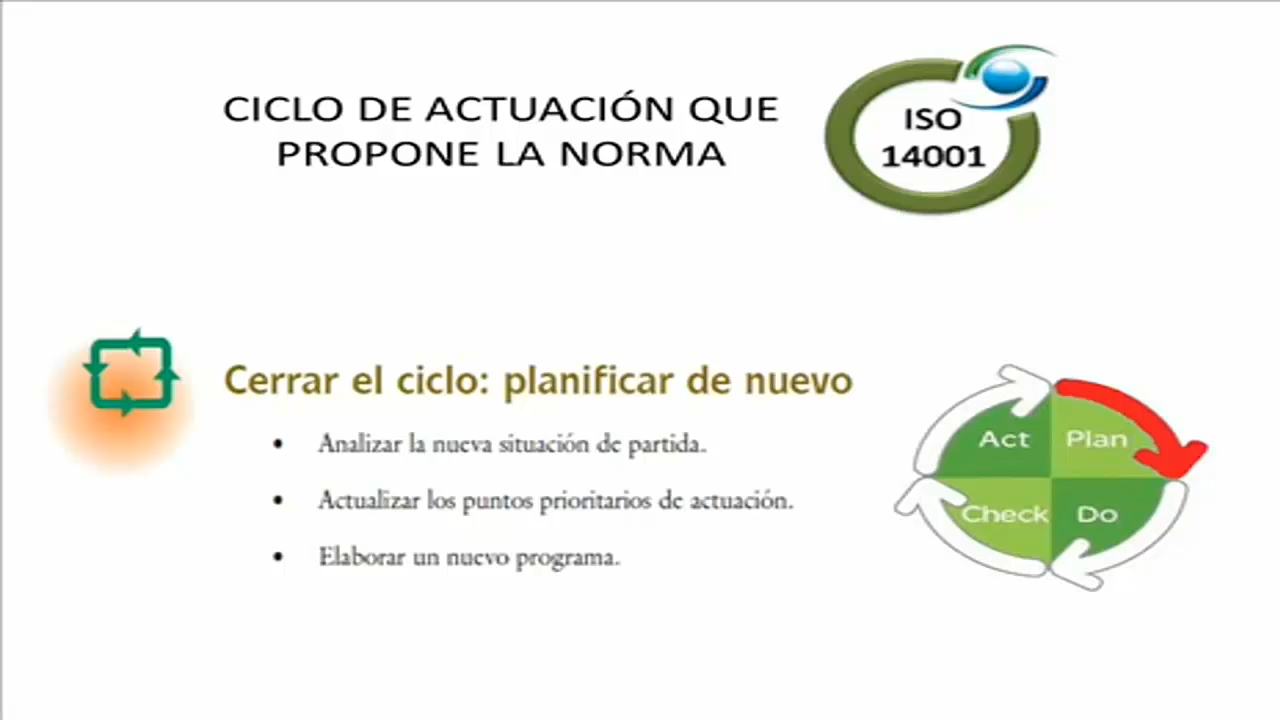 CICLO DE ACTUACIÓN QUE
PROPONE LA NORMA
ISO
14001
Cerrar el ciclo: planificar de nuevo
• Analizar la nueva situación de partida.
• Actualizar los puntos prioritarios de actuación.
• Elaborar un nuevo programa.
Act Plan
Check Do